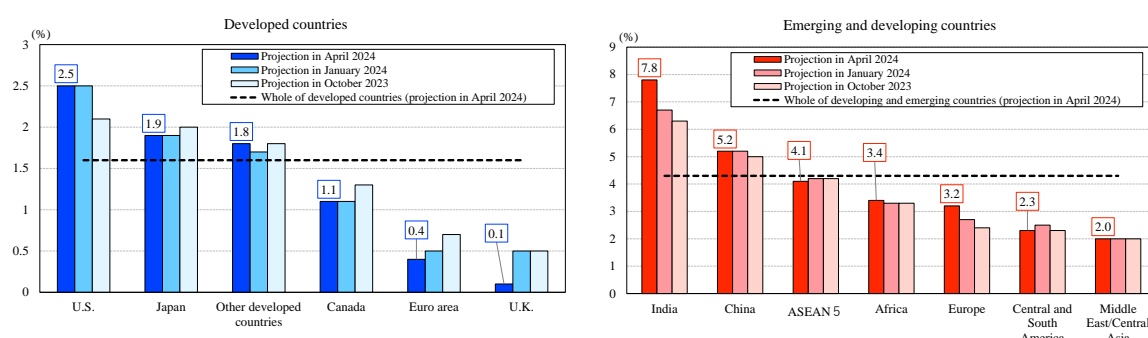 Developed countries
(%)
3
2.5
2
1.5
1
0.5
0
Projection in April 2024
Projection in January 2024
Projection in October 2023
Whole of developed countries (projection in April 2024)
2.5
1.9
1.8
1.1
0.4
0.1
U.S.
Japan
Other developed
countries
Canada
Euro area
U.K.
Emerging and developing countries
(%)
9
8
7
6
5
4
3
2
1
0
Projection in April 2024
Projection in January 2024
Projection in October 2023
Whole of developing and emerging countries (projection in April 2024)
7.8
5.2
4.1
3.4
3.2
2.3
2.0
India
China
ASEAN 5
Africa
Europe
Central and
South
America
Middle
East/Central
Asia